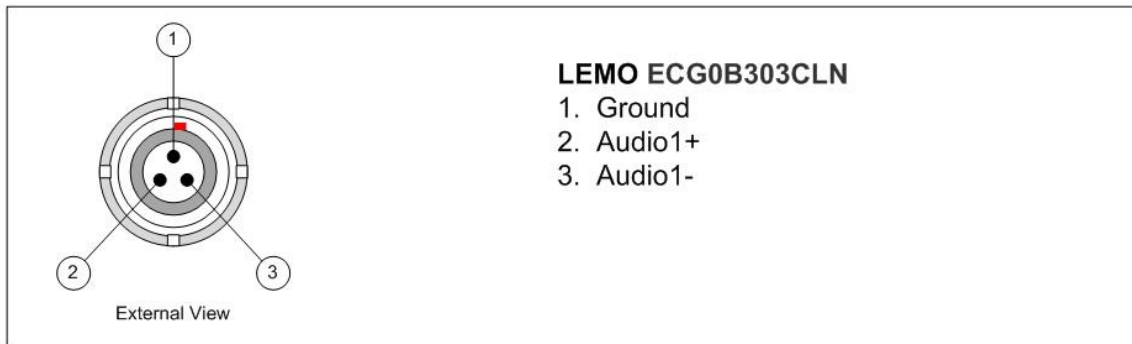 1
LEMO ECG0B303CLN
1. Ground
2. Audio1+
3. Audio1-
2
3
External View